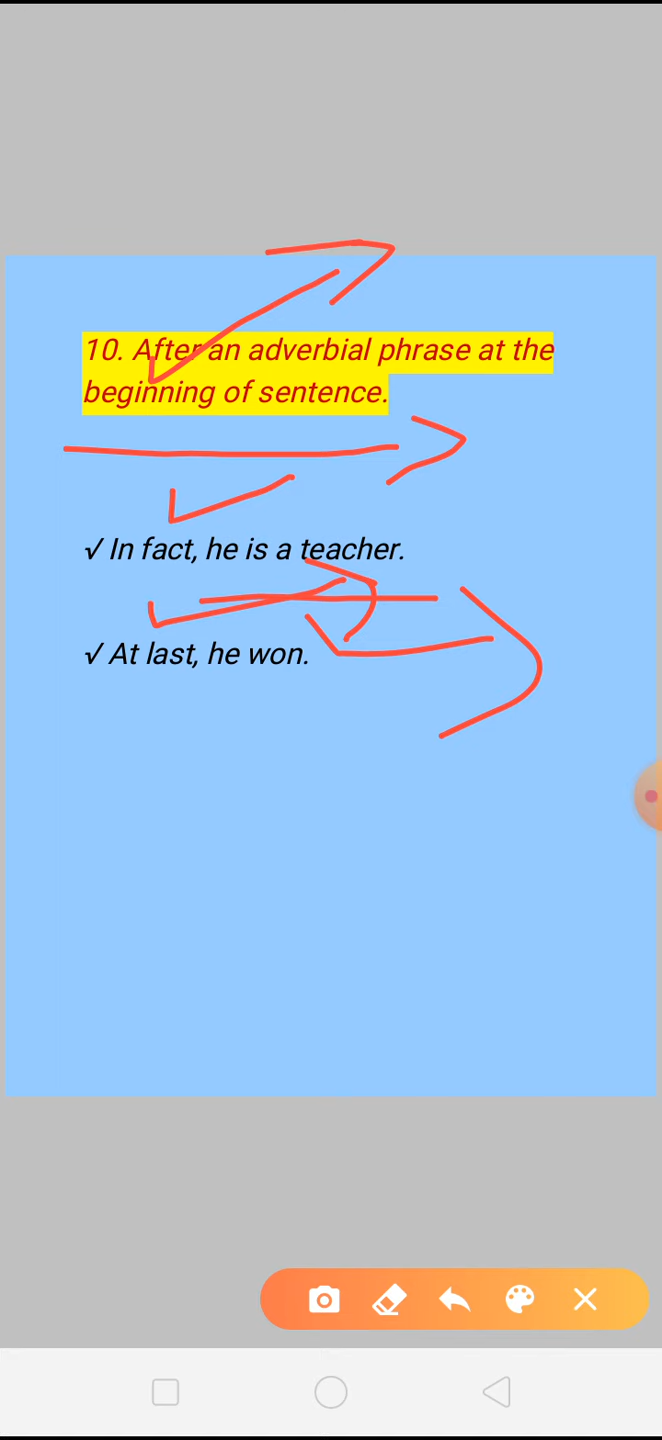 10. After an adverbial phrase at the
beginning of sentence.
√ In fact, he is a teacher.
√ At last, he won.